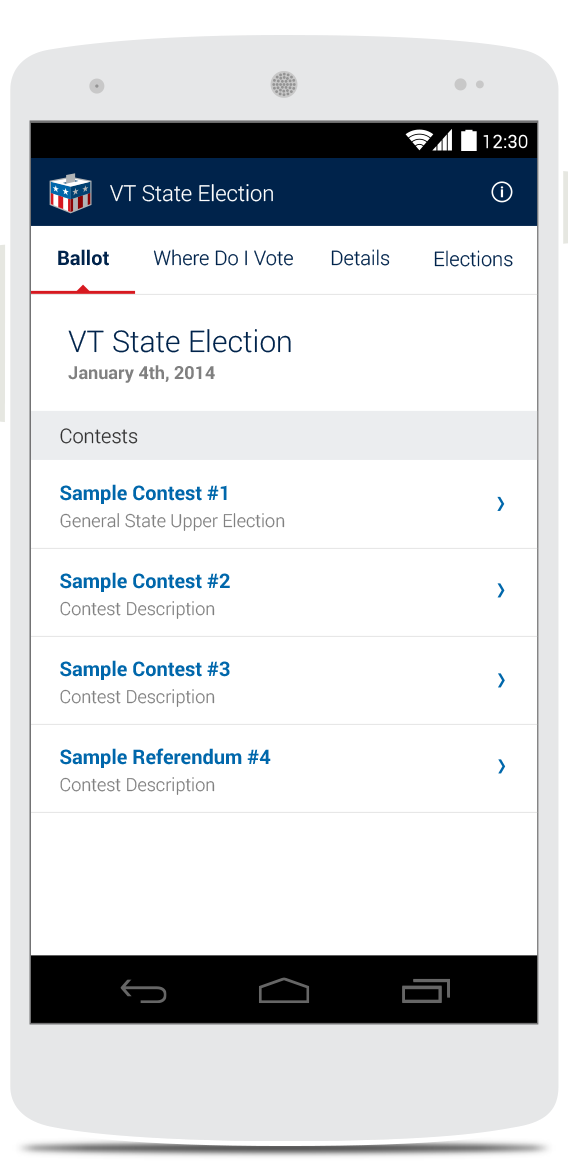 12:30
VT State Election
Ballot Where Do I Vote Details Elections
VT State Election
January 4th, 2014
Contests
Sample Contest #1
General State Upper Election
Sample Contest #2
Contest Description
Sample Contest #3
Contest Description
Sample Referendum #4
Contest Description